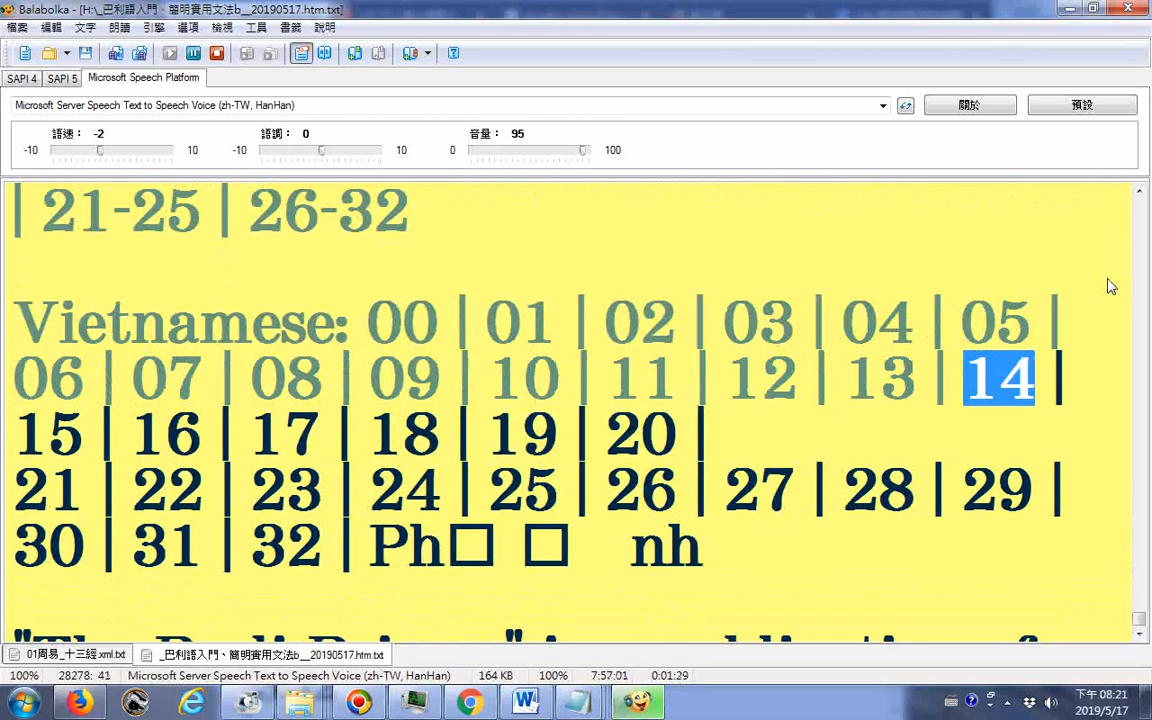 Balabolka - [H:\_巴利語入門、簡明實用文法b__20190517.htm.txt]
檔案 編輯 文字 朗讀 引擎 選項 檢視 工具 書籤 說明
SAPI 4 SAPI 5 Microsoft Speech Platform
Microsoft Server Speech Text to Speech Voice (zh-TW, HanHan) 關於 預設
語速： -2 語調： 0 音量： 95
-10 10 -10 10 0 100
| 21-25 | 26-32
Vietnamese: 00 | 01 | 02 | 03 | 04 | 05 |
06 | 07 | 08 | 09 | 10 | 11 | 12 | 13 | 14 |
15 | 16 | 17 | 18 | 19 | 20 |
21 | 22 | 23 | 24 | 25 | 26 | 27 | 28 | 29 |
30 | 31 | 32 | Ph□ □ nh
01周易_十三經.xml.txt _巴利語入門、簡明實用文法b__20190517.htm.txt
100% 28278: 41 Microsoft Server Speech Text to Speech Voice (zh-TW, HanHan) 164 KB 100% 7:57:01 0:01:29
下午 08:21
2019/5/17